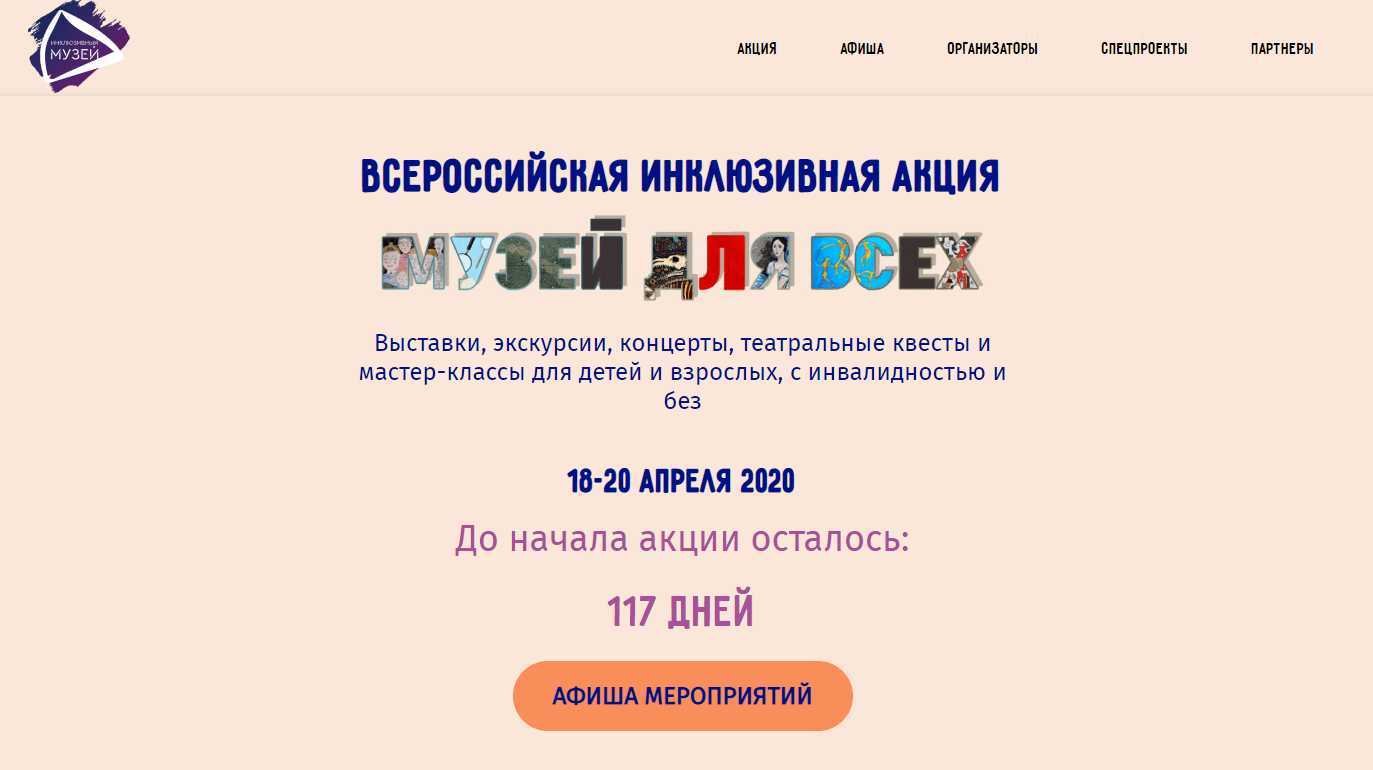 ИНКЛЮЗИВНЫЙ
МУЗЕЙ
АКЦИЯ
АФИША
ОРГАНИЗАТОРЫ
СПЕЦПРОЕКТЫ
ПАРТНЕРЫ
ВСЕРОССИЙСКАЯ ИНКЛЮЗИВНАЯ АКЦИЯ
МУЗЕЙ ДЛЯ ВСЕХ
Выставки, экскурсии, концерты, театральные квесты и
мастер-классы для детей и взрослых, с инвалидностью и
без
18-20 АПРЕЛЯ 2020
До начала акции осталось:
117 ДНЕЙ
АФИША МЕРОПРИЯТИЙ